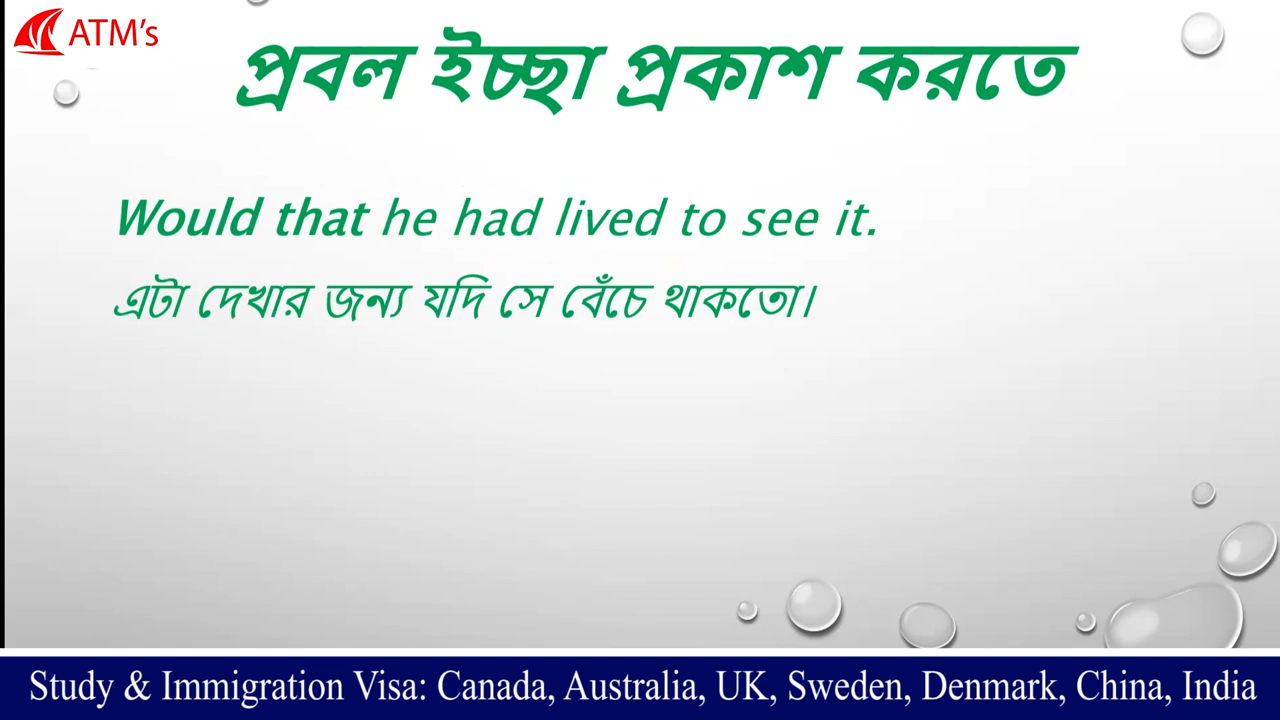 ATM's
প্রবল ইচ্ছা প্রকাশ করতে
Would that he had lived to see it.
এটা দেখার জন্য যদি সে বেঁচে থাকতো।
Study & Immigration Visa: Canada, Australia, UK, Sweden, Denmark, China, India